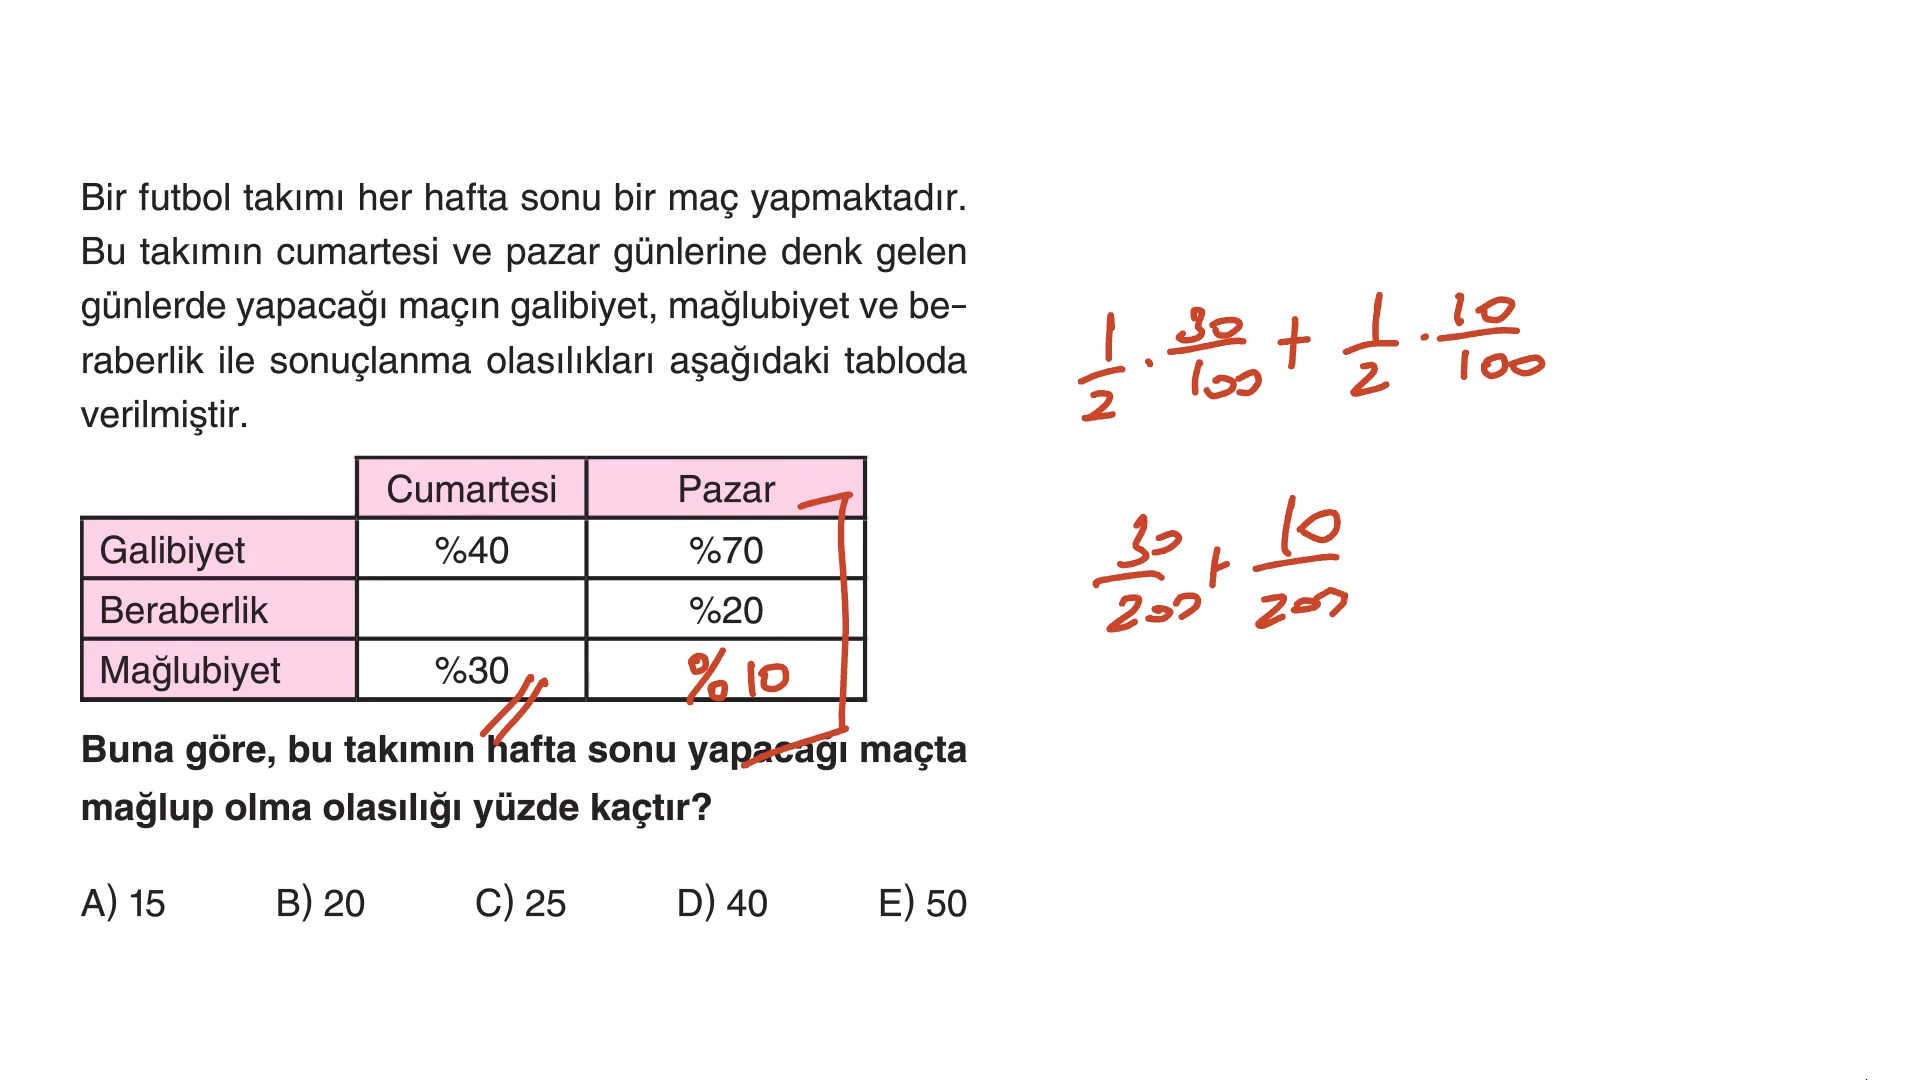 Bir futbol takımı her hafta sonu bir maç yapmaktadır.
Bu takımın cumartesi ve pazar günlerine denk gelen
günlerde yapacağı maçın galibiyet, mağlubiyet ve be-
raberlik ile sonuçlanma olasılıkları aşağıdaki tabloda
verilmiştir.
Cumartesi Pazar
Galibiyet %40 %70
Beraberlik %20
Mağlubiyet %30 %10
Buna göre, bu takımın hafta sonu yapacağı maçta
mağlup olma olasılığı yüzde kaçtır?
A) 15 B) 20 C) 25 D) 40 E) 50
1/2 · 30/100 + 1/2 · 10/100
30/200 + 10/200